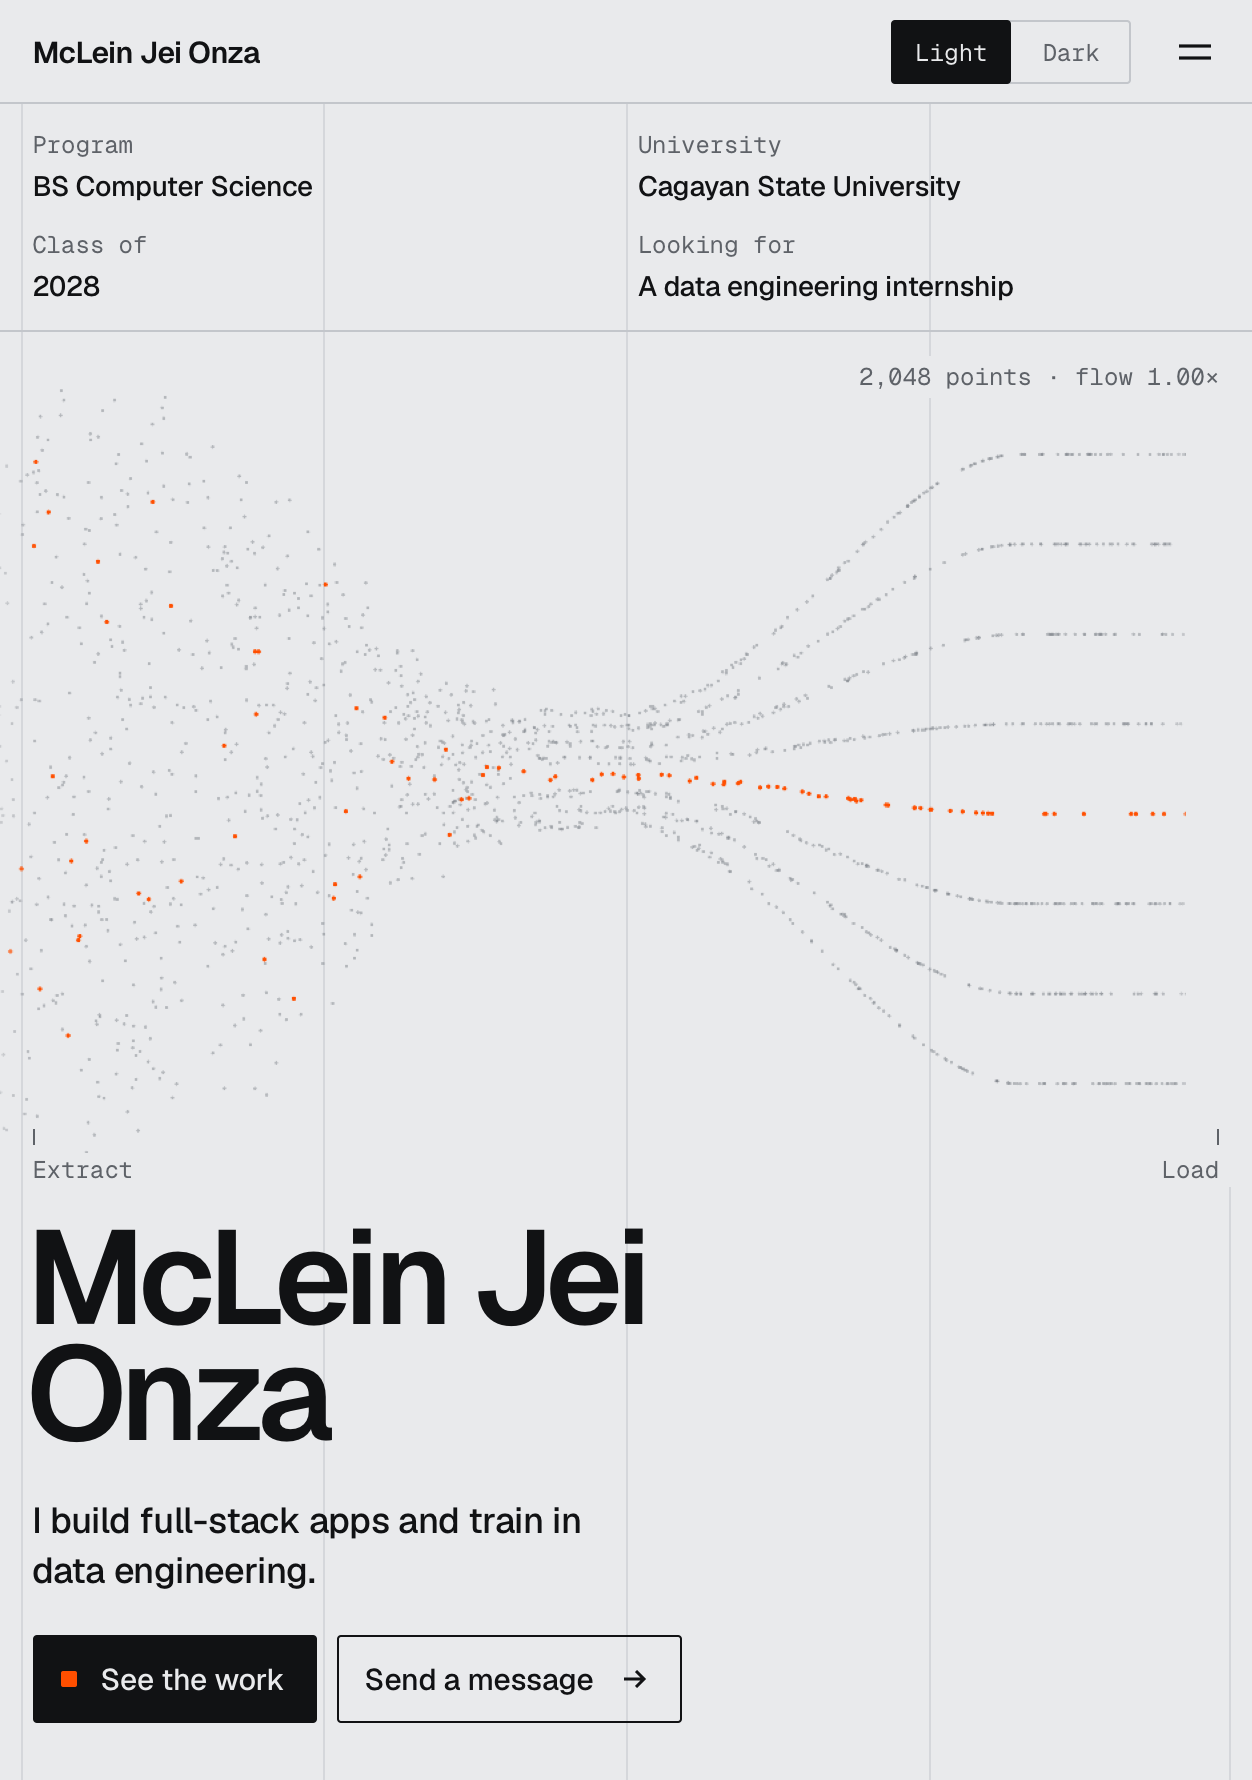 McLein Jei Onza
Light
Dark
Program
BS Computer Science
University
Cagayan State University
Class of
2028
Looking for
A data engineering internship
2,048 points · flow 1.00×
Extract
Load
McLein Jei
Onza
I build full-stack apps and train in
data engineering.
See the work
Send a message →